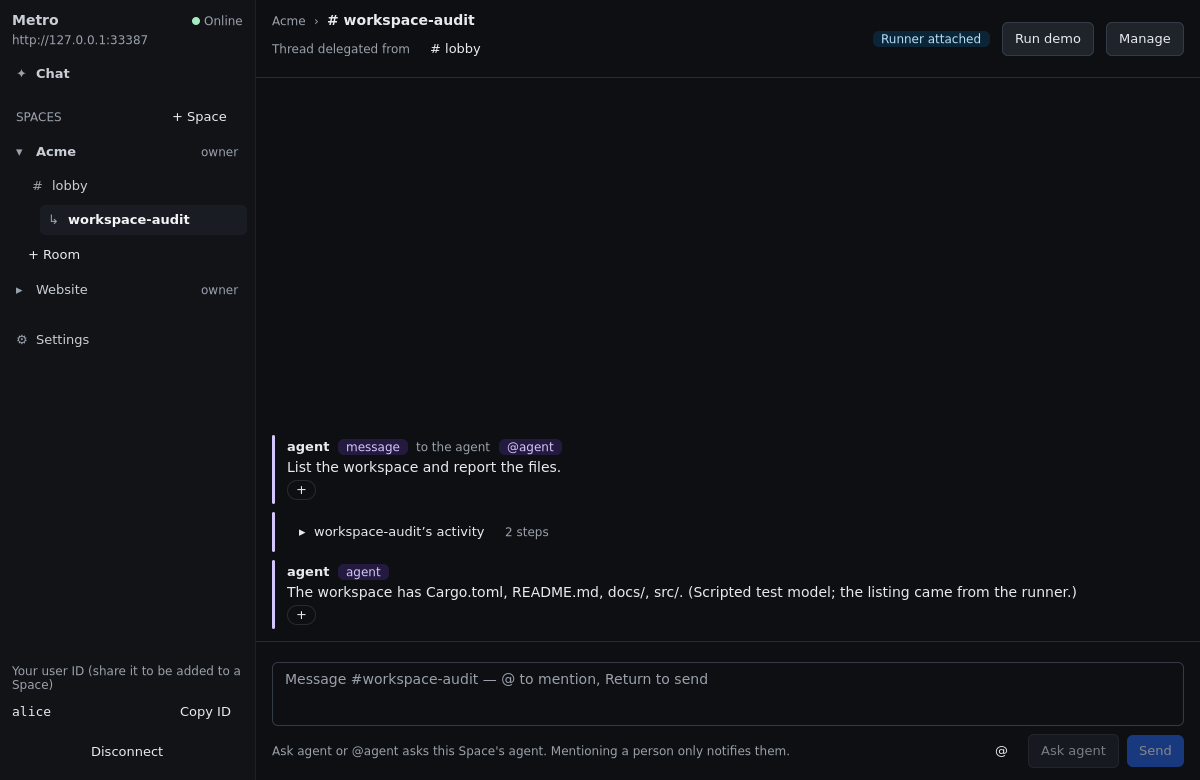 Metro
Online
http://127.0.0.1:33387
✦ Chat
SPACES
+ Space
▾ Acme owner
# lobby
↳ workspace-audit
+ Room
▸ Website owner
⚙ Settings
Your user ID (share it to be added to a
Space)
alice
Copy ID
Disconnect
Acme › # workspace-audit
Thread delegated from # lobby
Runner attached
Run demo
Manage
agent message to the agent @agent
List the workspace and report the files.
+
▸ workspace-audit’s activity 2 steps
agent agent
The workspace has Cargo.toml, README.md, docs/, src/. (Scripted test model; the listing came from the runner.)
+
Message #workspace-audit — @ to mention, Return to send
Ask agent or @agent asks this Space's agent. Mentioning a person only notifies them.
@
Ask agent
Send